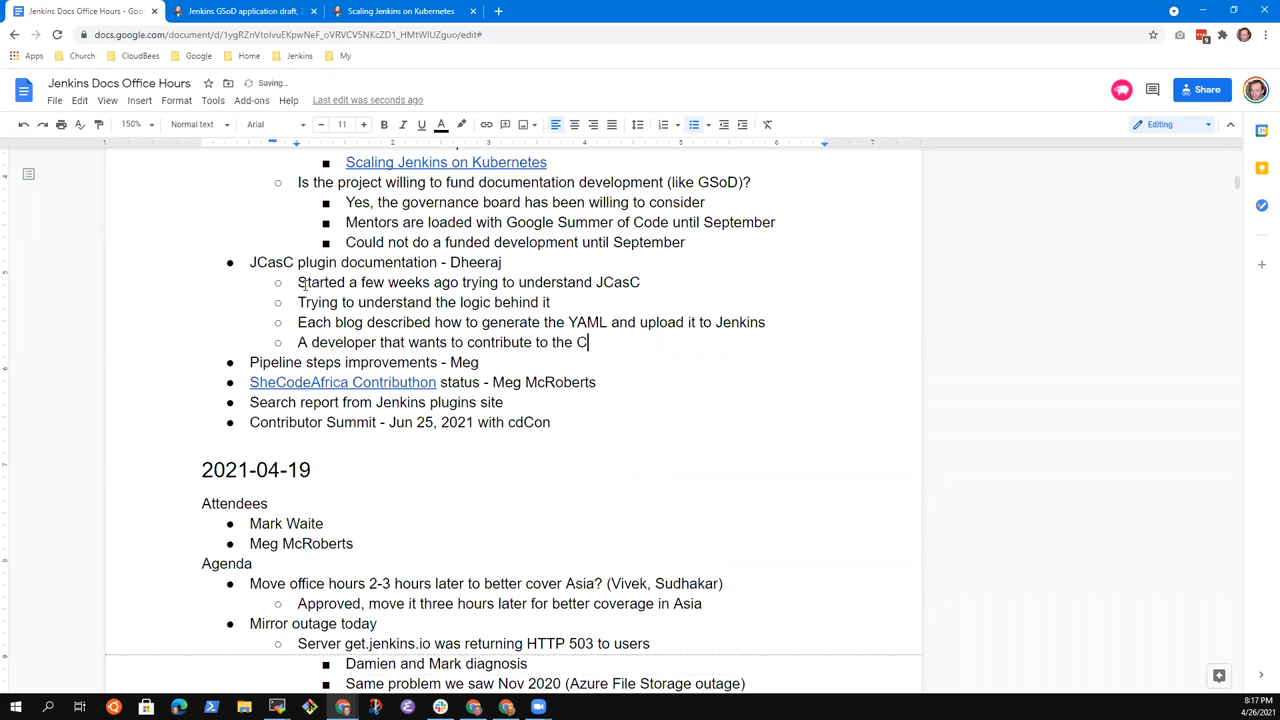 Jenkins Docs Office Hours - Goo
Jenkins GSoD application draft, 2
Scaling Jenkins on Kubernetes
docs.google.com/document/d/1ygRZnVtoIvuEKpwNeF_oVRVCV5NKcZD1_HMtWIUZguo/edit#
Apps Church CloudBees Google Home Jenkins My
Jenkins Docs Office Hours Saving...
File Edit View Insert Format Tools Add-ons Help Last edit was seconds ago
Share
150% Normal text Arial 11 Editing
Scaling Jenkins on Kubernetes
Is the project willing to fund documentation development (like GSoD)?
Yes, the governance board has been willing to consider
Mentors are loaded with Google Summer of Code until September
Could not do a funded development until September
JCasC plugin documentation - Dheeraj
Started a few weeks ago trying to understand JCasC
Trying to understand the logic behind it
Each blog described how to generate the YAML and upload it to Jenkins
A developer that wants to contribute to the C
Pipeline steps improvements - Meg
SheCodeAfrica Contributhon status - Meg McRoberts
Search report from Jenkins plugins site
Contributor Summit - Jun 25, 2021 with cdCon
2021-04-19
Attendees
Mark Waite
Meg McRoberts
Agenda
Move office hours 2-3 hours later to better cover Asia? (Vivek, Sudhakar)
Approved, move it three hours later for better coverage in Asia
Mirror outage today
Server get.jenkins.io was returning HTTP 503 to users
Damien and Mark diagnosis
Same problem we saw Nov 2020 (Azure File Storage outage)
8:17 PM
4/26/2021